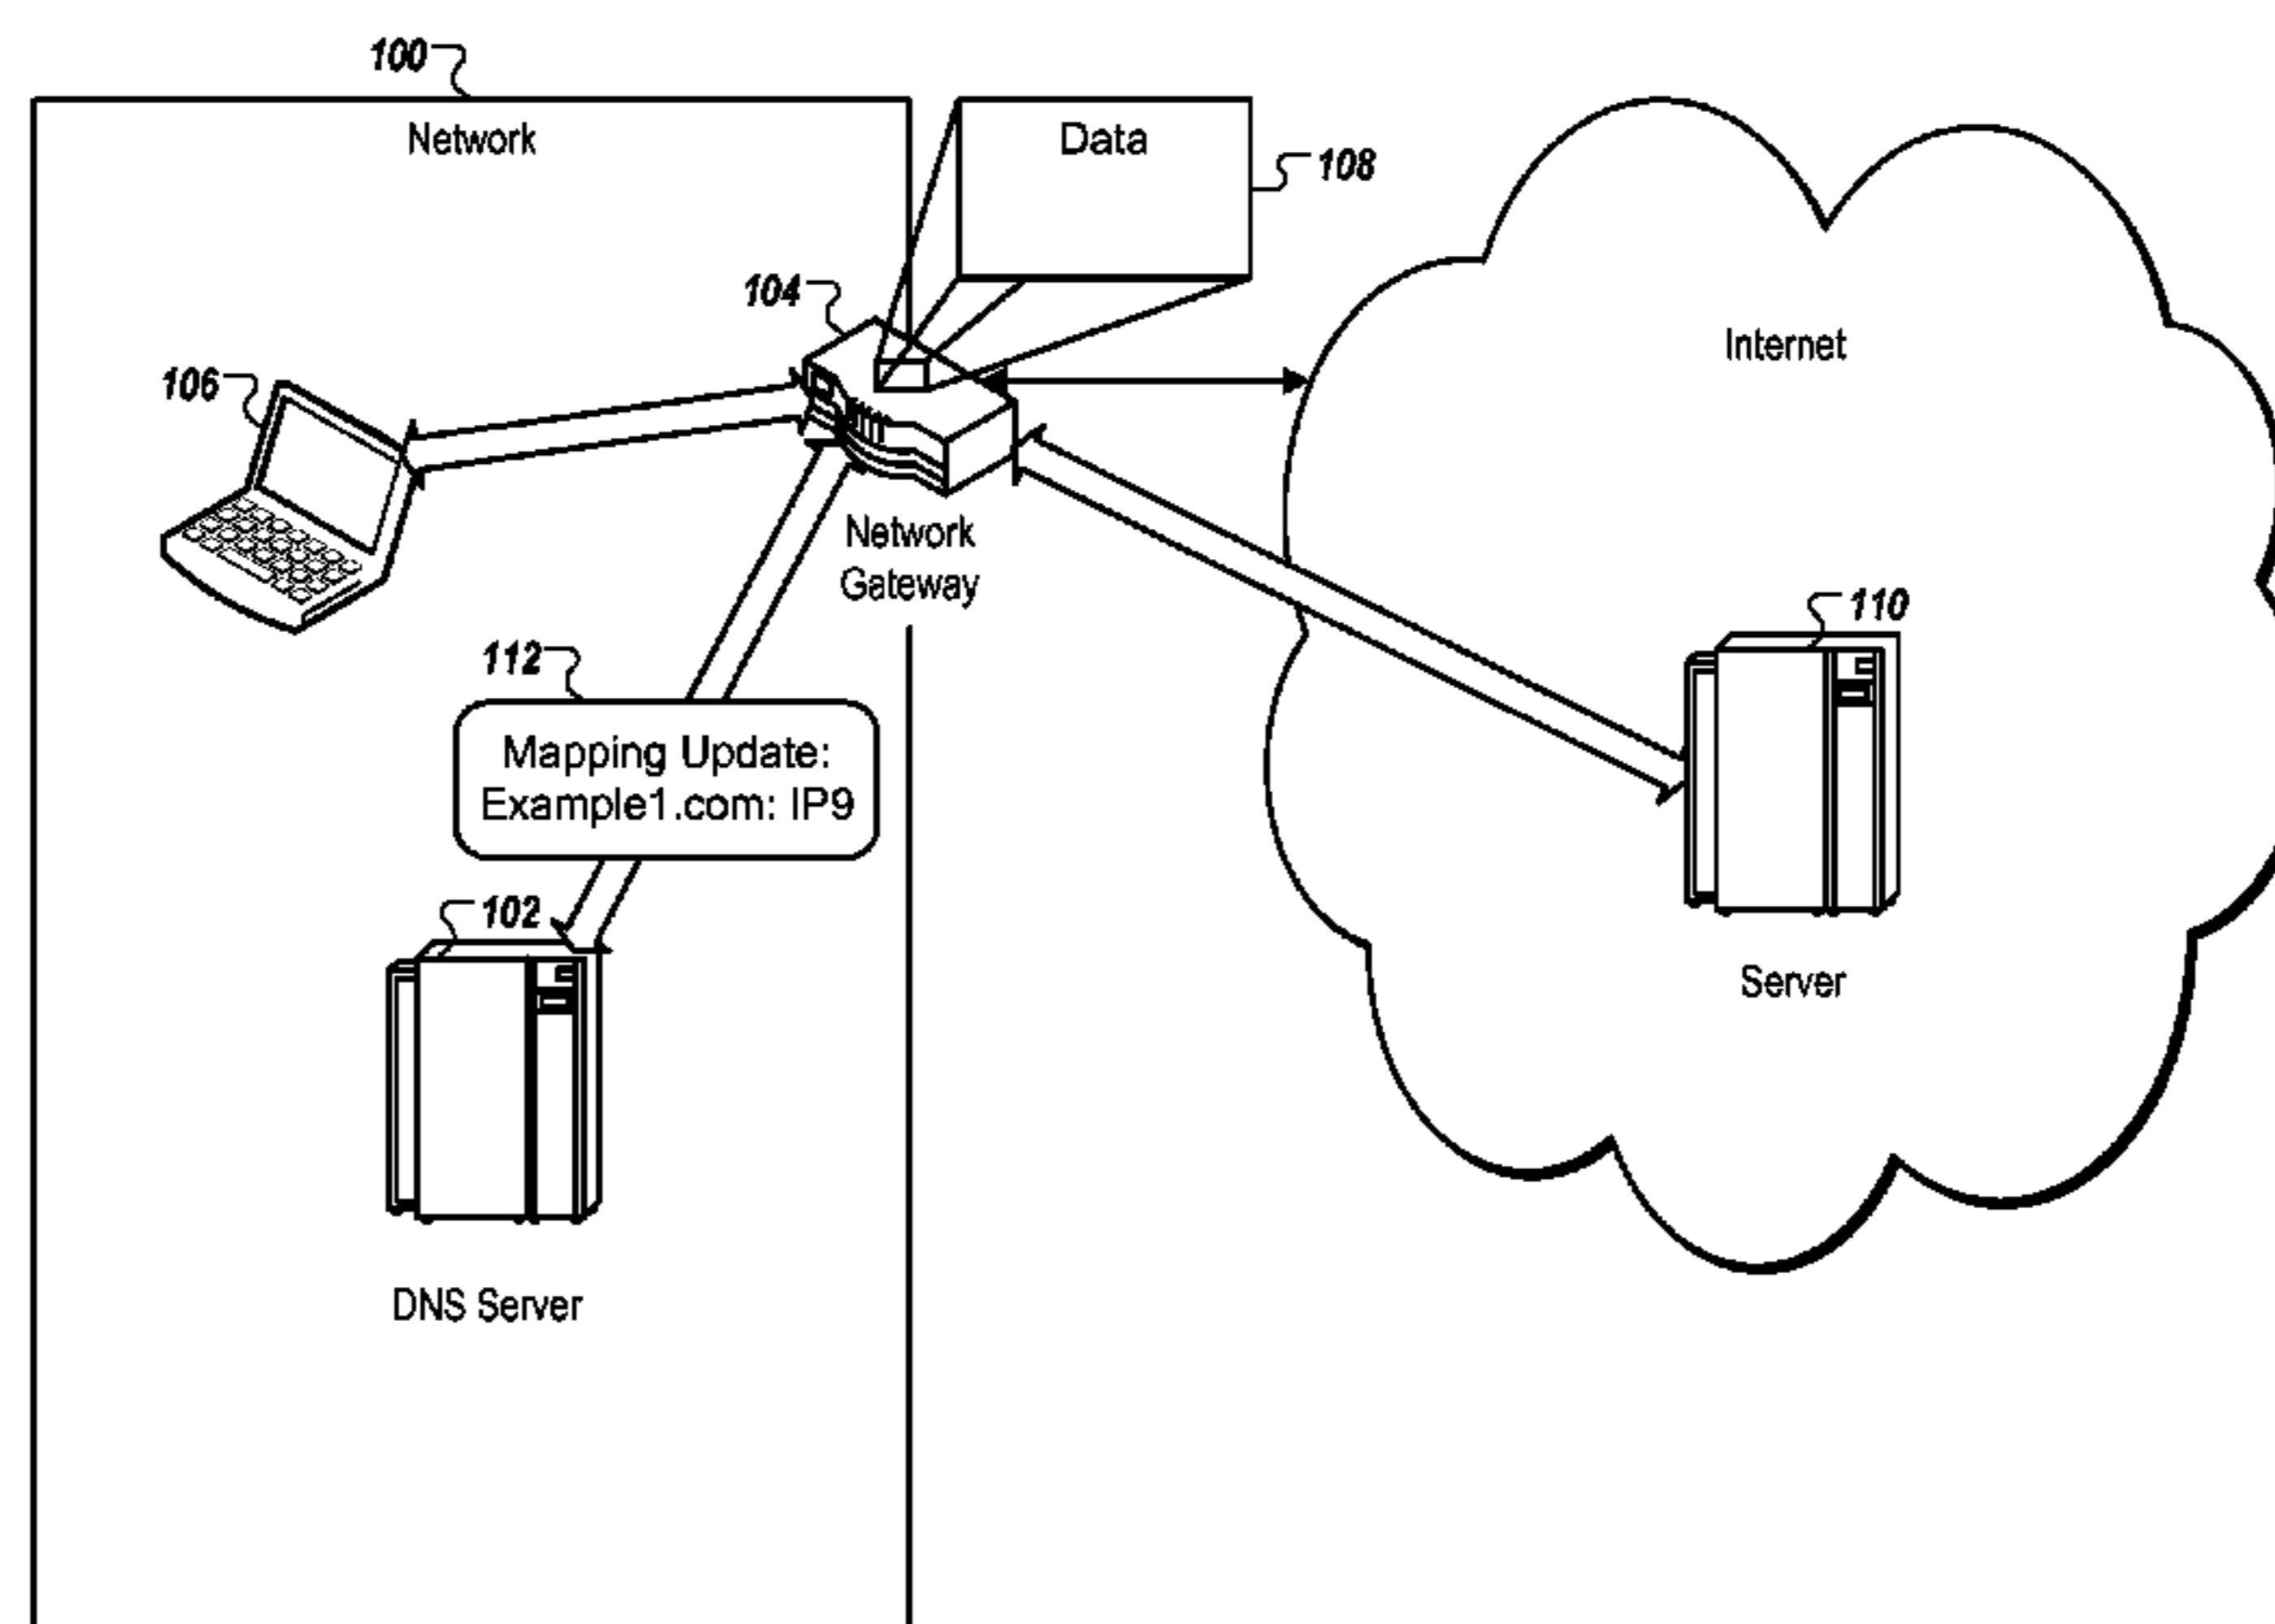 100
Network
Data
108
104
Internet
106
Network
Gateway
110
112
Mapping Update:
Example1.com: IP9
102
Server
DNS Server